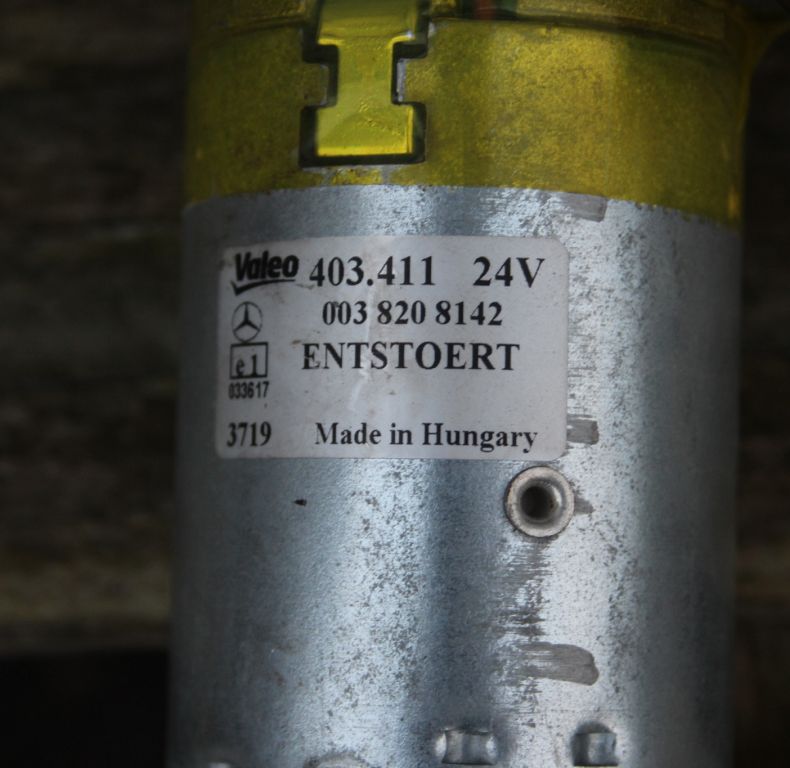 Valeo 403.411 24V
003 820 8142
ENTSTOERT
e1
033617
3719 Made in Hungary